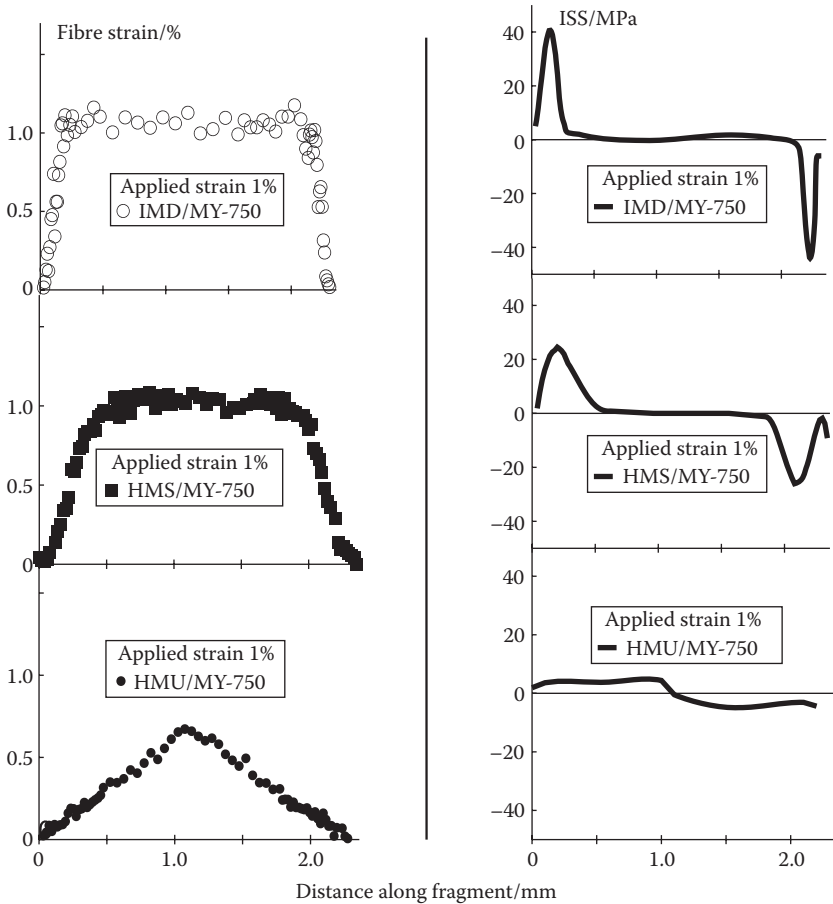 Fibre strain/%
1.0
0.5
0
Applied strain 1%
IMD/MY-750
1.0
0.5
0
Applied strain 1%
HMS/MY-750
1.0
0.5
0
Applied strain 1%
HMU/MY-750
0
1.0
2.0
ISS/MPa
40
20
0
−20
−40
Applied strain 1%
IMD/MY-750
40
20
0
−20
−40
Applied strain 1%
HMS/MY-750
40
20
0
−20
−40
Applied strain 1%
HMU/MY-750
0
1.0
2.0
Distance along fragment/mm